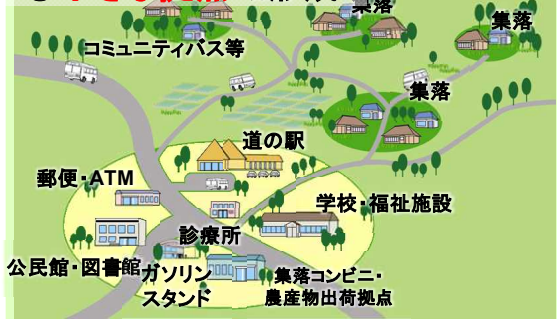 集落
集落
コミュニティバス等
集落
道の駅
郵便・ATM
学校・福祉施設
診療所
公民館・図書館
ガソリン
スタンド
集落コンビニ・
農産物出荷拠点